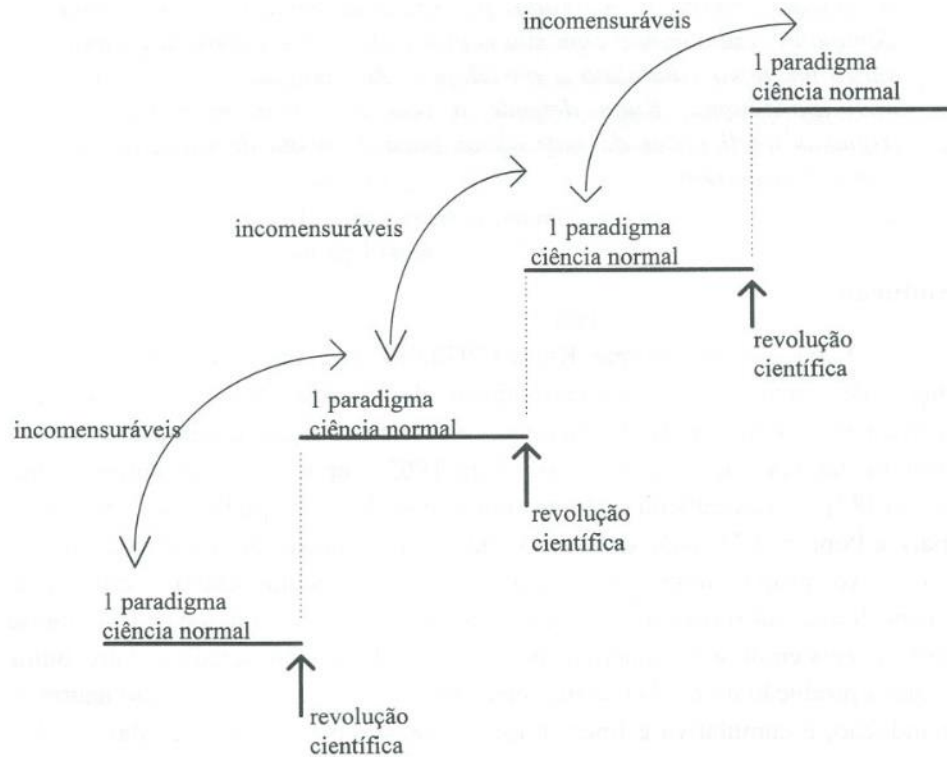 incomensuráveis
1 paradigma
ciência normal
incomensuráveis
1 paradigma
ciência normal
revolução
científica
1 paradigma
ciência normal
incomensuráveis
revolução
científica
1 paradigma
ciência normal
revolução
científica